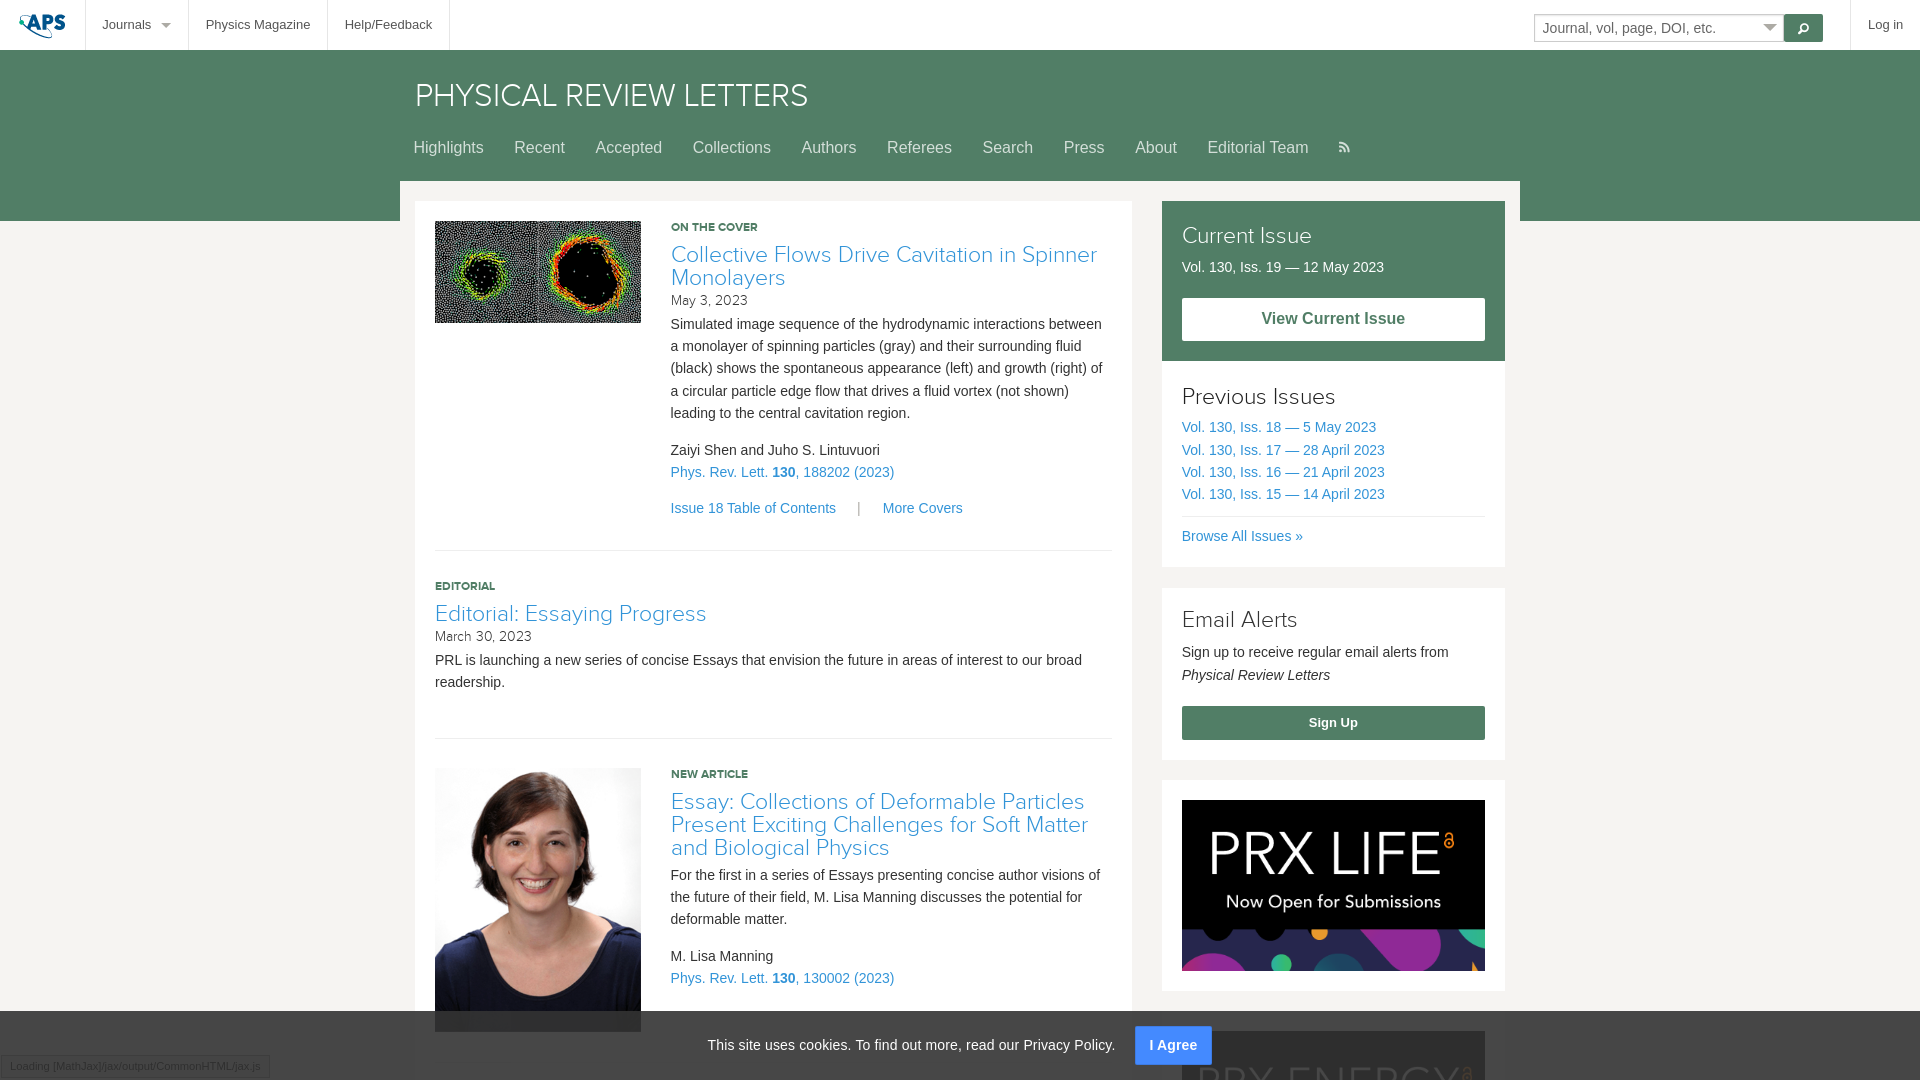 APS
Journals
Physics Magazine
Help/Feedback
Journal, vol, page, DOI, etc.
Log in
PHYSICAL REVIEW LETTERS
Highlights
Recent
Accepted
Collections
Authors
Referees
Search
Press
About
Editorial Team
ON THE COVER
Collective Flows Drive Cavitation in Spinner
Monolayers
May 3, 2023
Simulated image sequence of the hydrodynamic interactions between
a monolayer of spinning particles (gray) and their surrounding fluid
(black) shows the spontaneous appearance (left) and growth (right) of
a circular particle edge flow that drives a fluid vortex (not shown)
leading to the central cavitation region.
Zaiyi Shen and Juho S. Lintuvuori
Phys. Rev. Lett. 130, 188202 (2023)
Issue 18 Table of Contents | More Covers
EDITORIAL
Editorial: Essaying Progress
March 30, 2023
PRL is launching a new series of concise Essays that envision the future in areas of interest to our broad
readership.
NEW ARTICLE
Essay: Collections of Deformable Particles
Present Exciting Challenges for Soft Matter
and Biological Physics
For the first in a series of Essays presenting concise author visions of
the future of their field, M. Lisa Manning discusses the potential for
deformable matter.
M. Lisa Manning
Phys. Rev. Lett. 130, 130002 (2023)
Current Issue
Vol. 130, Iss. 19 — 12 May 2023
View Current Issue
Previous Issues
Vol. 130, Iss. 18 — 5 May 2023
Vol. 130, Iss. 17 — 28 April 2023
Vol. 130, Iss. 16 — 21 April 2023
Vol. 130, Iss. 15 — 14 April 2023
Browse All Issues »
Email Alerts
Sign up to receive regular email alerts from
Physical Review Letters
Sign Up
PRX LIFE
Now Open for Submissions
PRX ENERGY
This site uses cookies. To find out more, read our Privacy Policy.
I Agree
Loading [MathJax]/jax/output/CommonHTML/jax.js